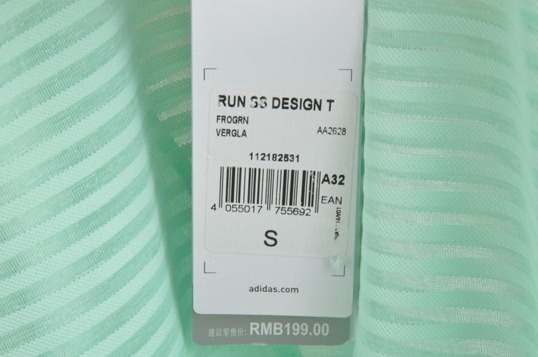 RUN SS DESIGN T
FROGRN
VERGLA AA2628
112182531
A32
EAN
4 055017 755692
S
adidas.com
建议零售价: RMB199.00